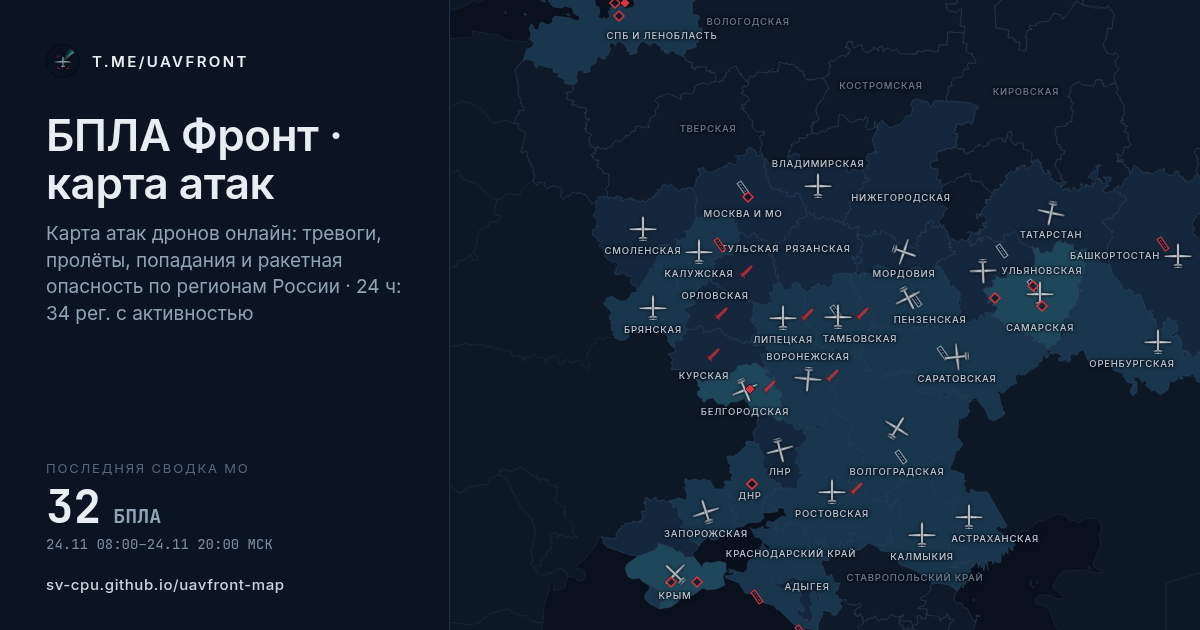 T.ME/UAVFRONT
БПЛА Фронт ·
карта атак
Карта атак дронов онлайн: тревоги,
пролёты, попадания и ракетная
опасность по регионам России · 24 ч:
34 рег. с активностью
ПОСЛЕДНЯЯ СВОДКА МО
32 БПЛА
24.11 08:00–24.11 20:00 МСК
sv-cpu.github.io/uavfront-map
ВОЛОГОДСКАЯ
СПБ И ЛЕНОБЛАСТЬ
КОСТРОМСКАЯ
КИРОВСКАЯ
ТВЕРСКАЯ
ВЛАДИМИРСКАЯ
НИЖЕГОРОДСКАЯ
МОСКВА И МО
ТАТАРСТАН
СМОЛЕНСКАЯ
ТУЛЬСКАЯ
РЯЗАНСКАЯ
БАШКОРТОСТАН
КАЛУЖСКАЯ
МОРДОВИЯ
УЛЬЯНОВСКАЯ
ОРЛОВСКАЯ
ПЕНЗЕНСКАЯ
САМАРСКАЯ
БРЯНСКАЯ
ЛИПЕЦКАЯ
ТАМБОВСКАЯ
ВОРОНЕЖСКАЯ
ОРЕНБУРГСКАЯ
КУРСКАЯ
САРАТОВСКАЯ
БЕЛГОРОДСКАЯ
ЛНР
ВОЛГОГРАДСКАЯ
ДНР
РОСТОВСКАЯ
ЗАПОРОЖСКАЯ
АСТРАХАНСКАЯ
КРАСНОДАРСКИЙ КРАЙ
КАЛМЫКИЯ
СТАВРОПОЛЬСКИЙ КРАЙ
АДЫГЕЯ
КРЫМ